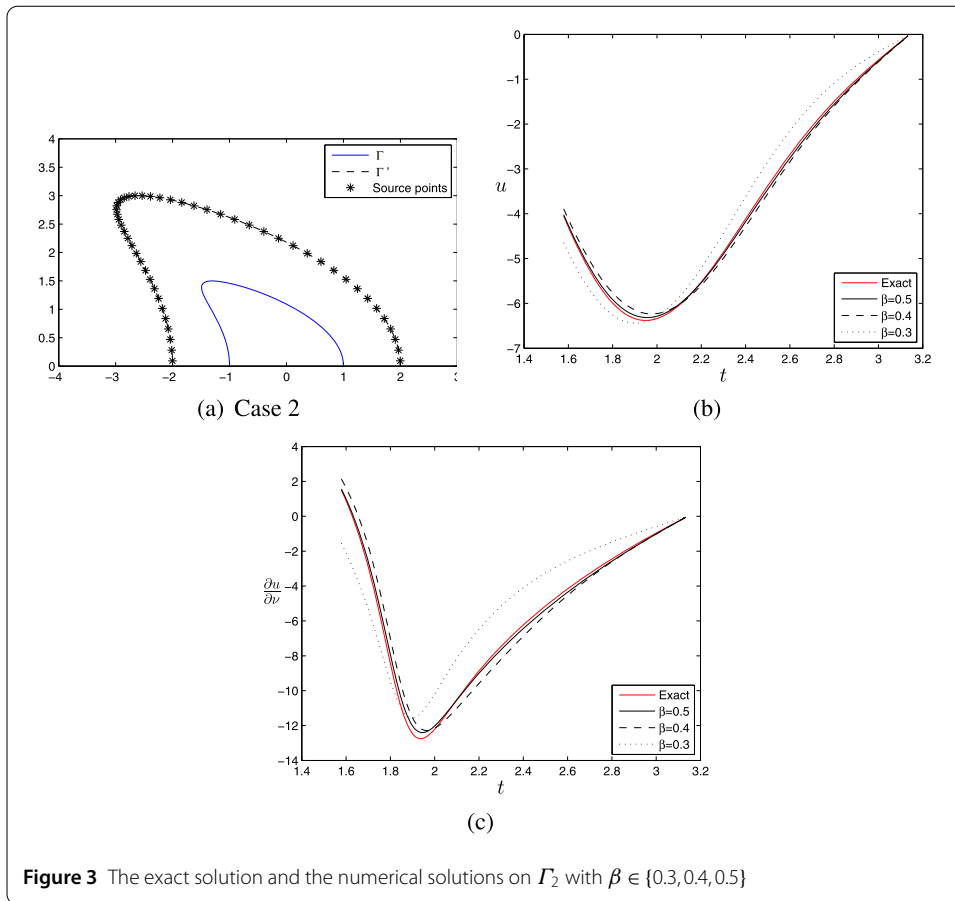 4
3.5
3
2.5
2
1.5
1
0.5
0
−4 −3 −2 −1 0 1 2 3
Γ
Γ'
Source points
(a) Case 2
0
−1
−2
−3
−4
−5
−6
−7
u
1.4 1.6 1.8 2 2.2 2.4 2.6 2.8 3 3.2
t
Exact
β=0.5
β=0.4
β=0.3
(b)
4
2
0
−2
−4
−6
−8
−10
−12
−14
∂u/∂ν
1.4 1.6 1.8 2 2.2 2.4 2.6 2.8 3 3.2
t
Exact
β=0.5
β=0.4
β=0.3
(c)
Figure 3 The exact solution and the numerical solutions on Γ₂ with β ∈ {0.3, 0.4, 0.5}